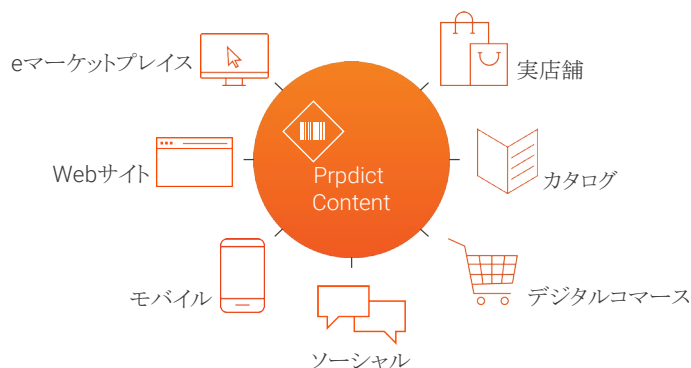 eマーケットプレイス
実店舗
Webサイト
Prpdict
Content
カタログ
モバイル
デジタルコマース
ソーシャル